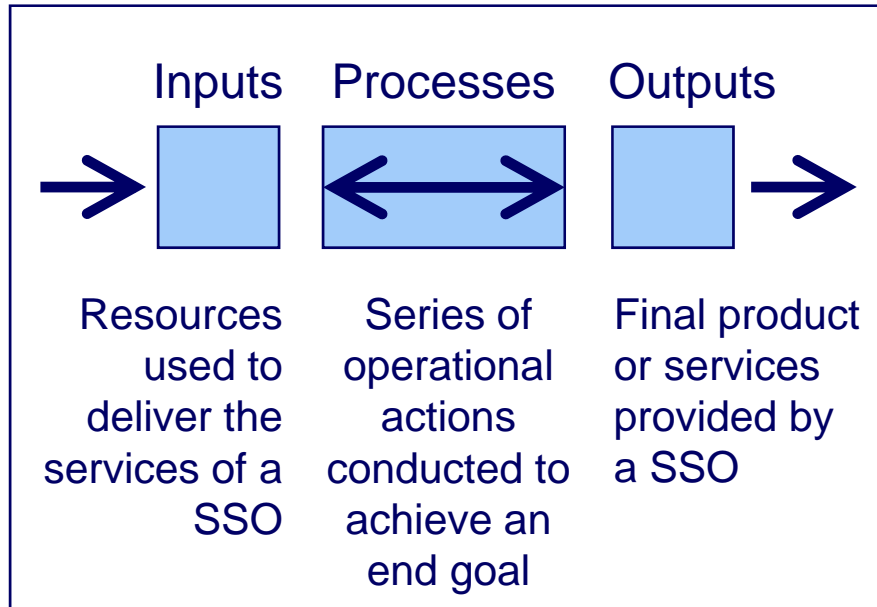 Inputs
Processes
Outputs
Resources
used to
deliver the
services of a
SSO
Series of
operational
actions
conducted to
achieve an
end goal
Final product
or services
provided by
a SSO